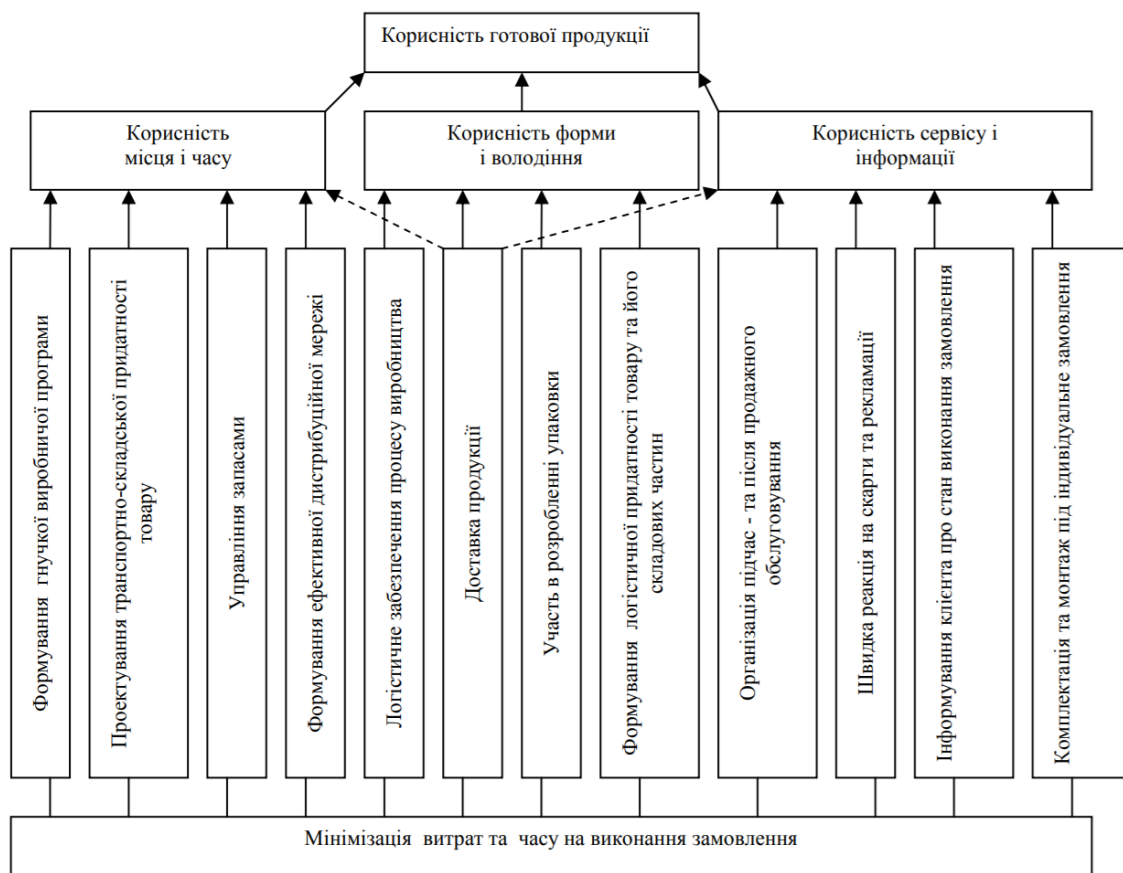 Корисність готової продукції
Корисність
місця і часу
Корисність форми
і володіння
Корисність сервісу і
інформації
Формування гнучкої виробничої програми
Проектування транспортно-складської придатності
товару
Управління запасами
Формування ефективної дистрибуційної мережі
Логістичне забезпечення процесу виробництва
Доставка продукції
Участь в розробленні упаковки
Формування логістичної придатності товару та його
складових частин
Організація підчас - та після продажного
обслуговування
Швидка реакція на скарги та рекламації
Інформування клієнта про стан виконання замовлення
Комплектація та монтаж під індивідуальне замовлення
Мінімізація витрат та часу на виконання замовлення